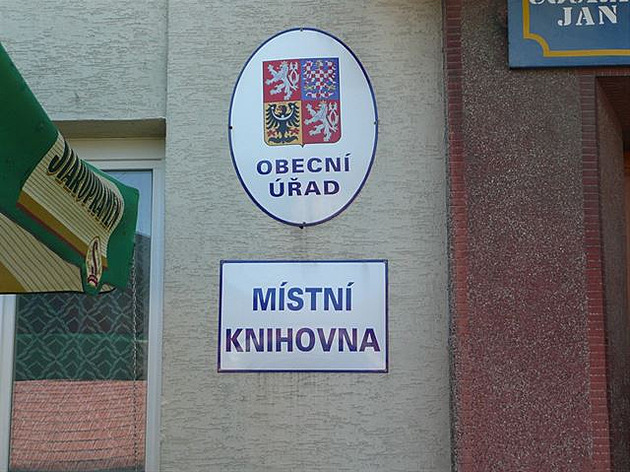 OBECNÍ
ÚŘAD
MÍSTNÍ
KNIHOVNA
JAN